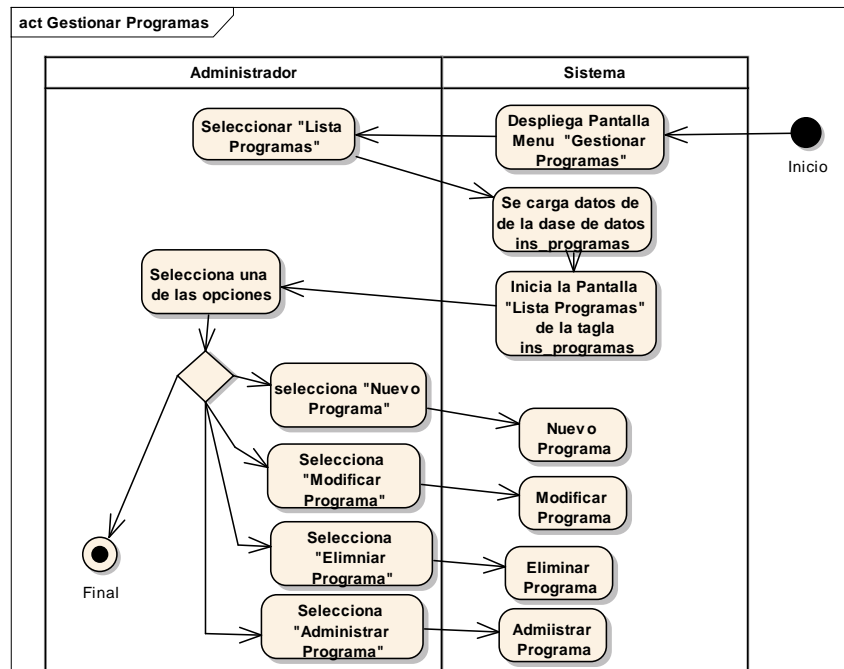 act Gestionar Programas
Administrador
Sistema
Seleccionar "Lista
Programas"
Despliega Pantalla
Menu "Gestionar
Programas"
Inicio
Se carga datos de
de la dase de datos
ins_programas
Selecciona una
de las opciones
Inicia la Pantalla
"Lista Programas"
de la tagla
ins_programas
selecciona "Nuevo
Programa"
Nuevo
Programa
Selecciona
"Modificar
Programa"
Modificar
Programa
Selecciona
"Elimniar
Programa"
Eliminar
Programa
Final
Selecciona
"Administrar
Programa"
Admiistrar
Programa